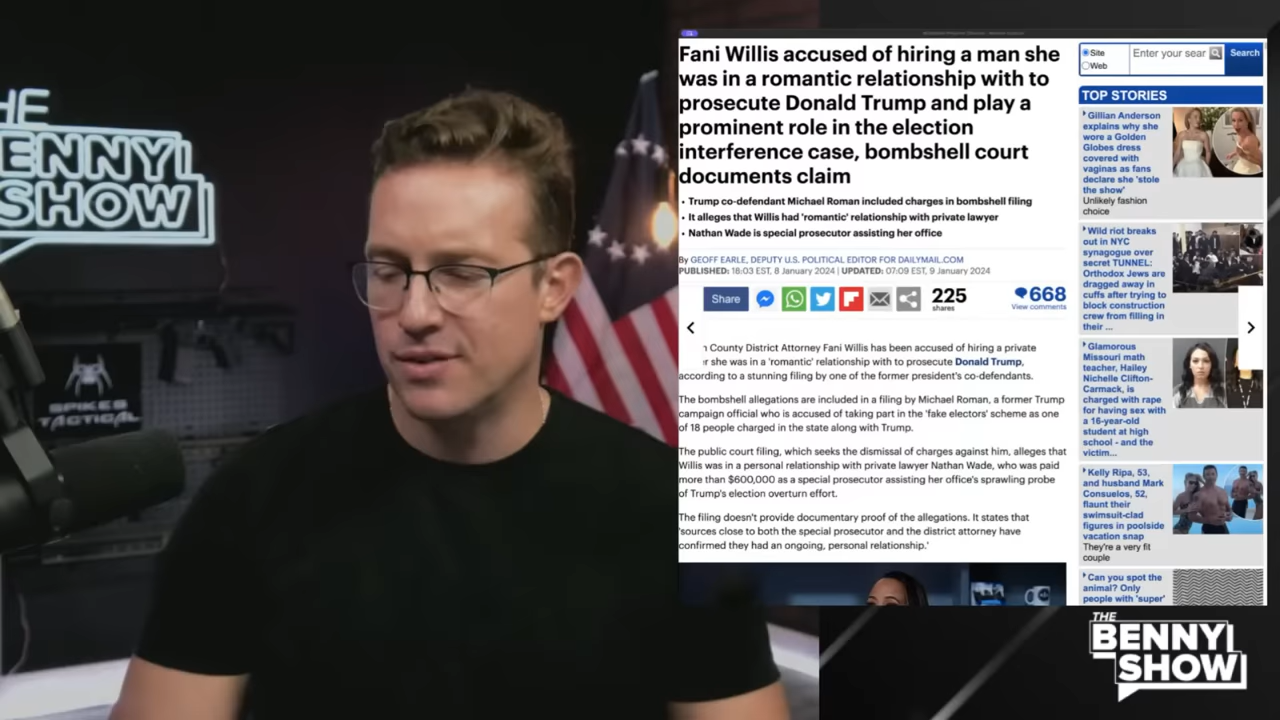 THE
BENNY
SHOW
SPIKES
TACTICAL
Fani Willis accused of hiring a man she
was in a romantic relationship with to
prosecute Donald Trump and play a
prominent role in the election
interference case, bombshell court
documents claim
• Trump co-defendant Michael Roman included charges in bombshell filing
• It alleges that Willis had 'romantic' relationship with private lawyer
• Nathan Wade is special prosecutor assisting her office
By GEOFF EARLE, DEPUTY U.S. POLITICAL EDITOR FOR DAILYMAIL.COM
PUBLISHED: 18:03 EST, 8 January 2024 | UPDATED: 07:09 EST, 9 January 2024
Share
225
shares
668
View comments
n County District Attorney Fani Willis has been accused of hiring a private
r she was in a 'romantic' relationship with to prosecute Donald Trump,
according to a stunning filing by one of the former president's co-defendants.
The bombshell allegations are included in a filing by Michael Roman, a former Trump
campaign official who is accused of taking part in the 'fake electors' scheme as one
of 18 people charged in the state along with Trump.
The public court filing, which seeks the dismissal of charges against him, alleges that
Willis was in a personal relationship with private lawyer Nathan Wade, who was paid
more than $600,000 as a special prosecutor assisting her office's sprawling probe
of Trump's election overturn effort.
The filing doesn't provide documentary proof of the allegations. It states that
'sources close to both the special prosecutor and the district attorney have
confirmed they had an ongoing, personal relationship.'
Site
Web
Enter your sear
Search
TOP STORIES
Gillian Anderson
explains why she
wore a Golden
Globes dress
covered with
vaginas as fans
declare she 'stole
the show'
Unlikely fashion
choice
Wild riot breaks
out in NYC
synagogue over
secret TUNNEL:
Orthodox Jews are
dragged away in
cuffs after trying to
block construction
crew from filling in
their ...
Glamorous
Missouri math
teacher, Hailey
Nichelle Clifton-
Carmack, is
charged with rape
for having sex with
a 16-year-old
student at high
school - and the
victim...
Kelly Ripa, 53,
and husband Mark
Consuelos, 52,
flaunt their
swimsuit-clad
figures in poolside
vacation snap
They're a very fit
couple
Can you spot the
animal? Only
people with 'super'
THE
BENNY
SHOW